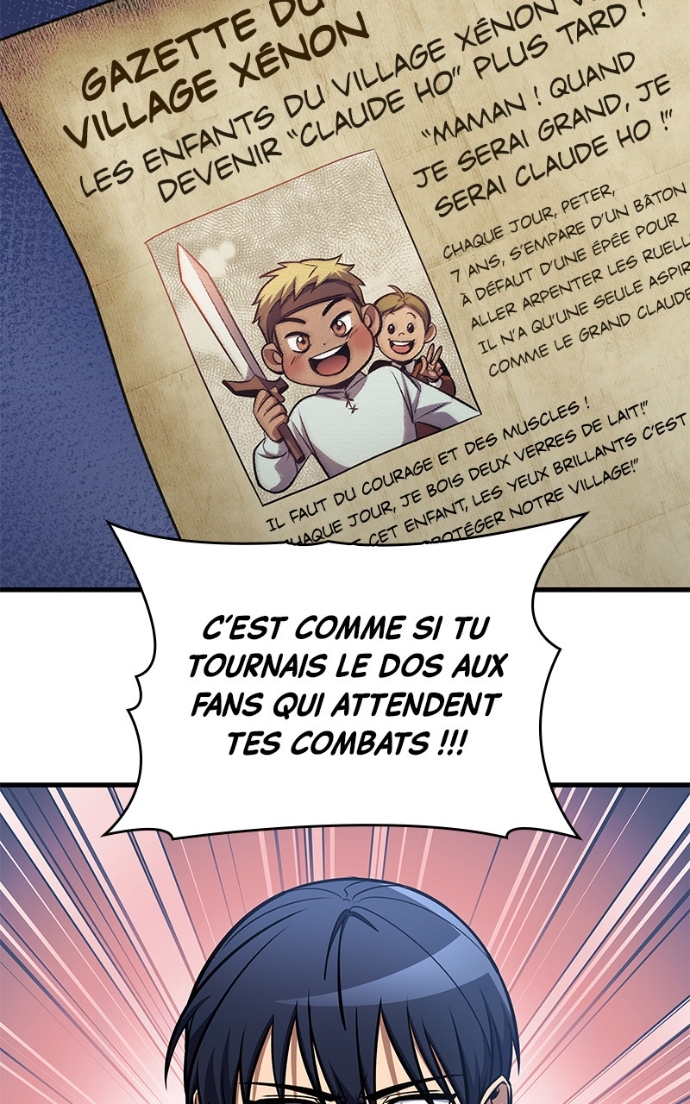 GAZETTE DU
VILLAGE XÉNON
LES ENFANTS DU VILLAGE XÉNON
DEVENIR "CLAUDE HO" PLUS TARD !
"MAMAN ! QUAND
JE SERAI GRAND, JE
SERAI CLAUDE HO !"
CHAQUE JOUR, PETER,
7 ANS, S'EMPARE D'UN BÂTON
À DÉFAUT D'UNE ÉPÉE POUR
ALLER ARPENTER LES
IL N'A QU'UNE SEULE
COMME LE GRAND CLAUDE
IL FAUT DU COURAGE ET DES MUSCLES !
CHAQUE JOUR, JE BOIS DEUX VERRES DE LAIT!"
CET ENFANT, LES YEUX BRILLANTS C'EST
PROTÉGER NOTRE VILLAGE!"
C'EST COMME SI TU
TOURNAIS LE DOS AUX
FANS QUI ATTENDENT
TES COMBATS !!!